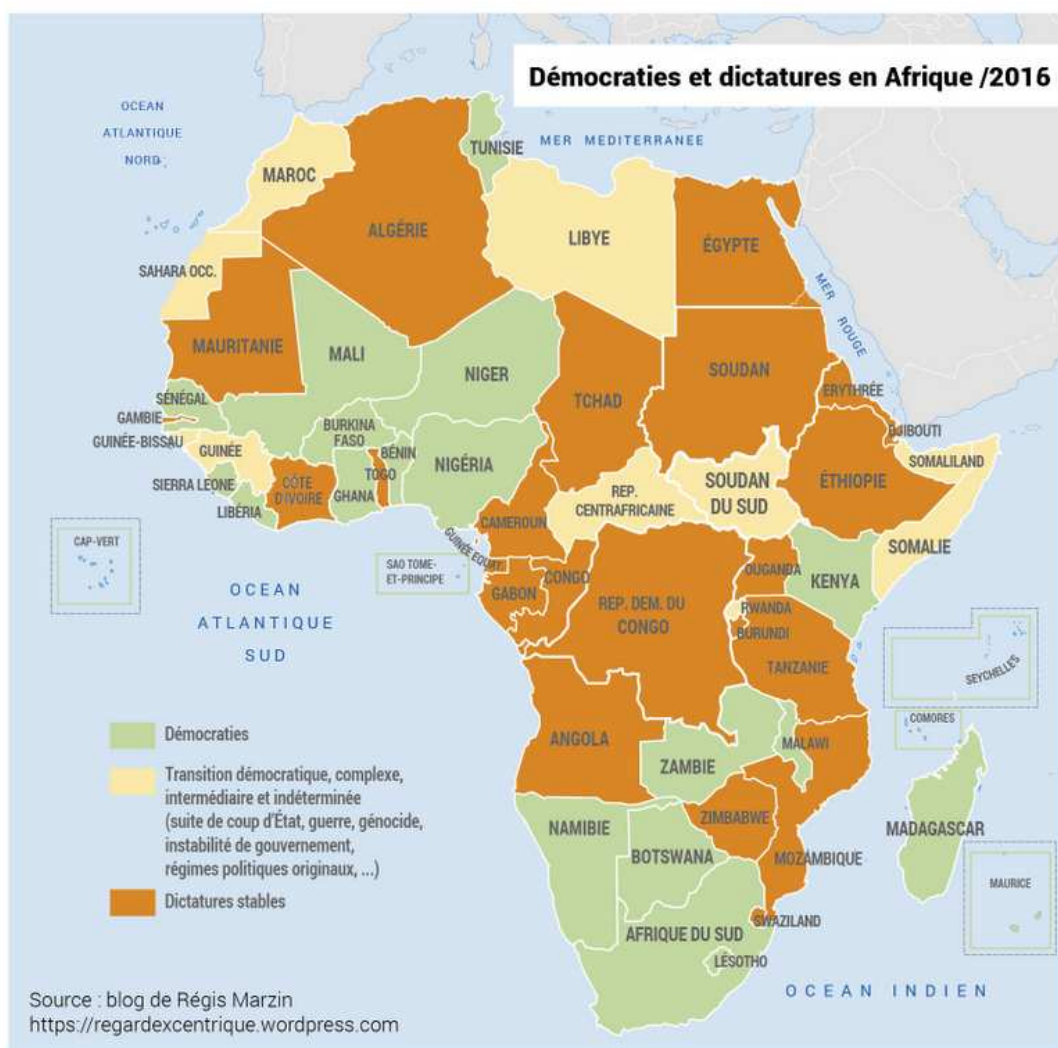 Démocraties et dictatures en Afrique /2016
OCEAN
ATLANTIQUE
NORD
MER MEDITERRANEE
TUNISIE
MAROC
ALGÉRIE
LIBYE
ÉGYPTE
SAHARA OCC.
MER ROUGE
MAURITANIE
MALI
NIGER
TCHAD
SOUDAN
ERYTHRÉE
SÉNÉGAL
GAMBIE
GUINÉE-BISSAU
GUINÉE
BURKINA
FASO
BÉNIN
NIGÉRIA
DJIBOUTI
SOMALILAND
SIERRA LEONE
LIBÉRIA
CÔTE
D'IVOIRE
GHANA
TOGO
REP.
CENTRAFRICAINE
SOUDAN
DU SUD
ÉTHIOPIE
CAMEROUN
SOMALIE
CAP-VERT
SAO TOME-
ET-PRINCIPE
GUINÉE EQUAT.
GABON
CONGO
REP. DEM. DU
CONGO
OUGANDA
KENYA
RWANDA
BURUNDI
TANZANIE
OCEAN
ATLANTIQUE
SUD
SEYCHELLES
COMORES
ANGOLA
ZAMBIE
MALAWI
ZIMBABWE
MOZAMBIQUE
MADAGASCAR
NAMIBIE
BOTSWANA
MAURICE
SWAZILAND
AFRIQUE DU SUD
LÉSOTHO
OCEAN INDIEN
Démocraties
Transition démocratique, complexe,
intermédiaire et indéterminée
(suite de coup d'État, guerre, génocide,
instabilité de gouvernement,
régimes politiques originaux, ...)
Dictatures stables
Source : blog de Régis Marzin
https://regardexcentrique.wordpress.com